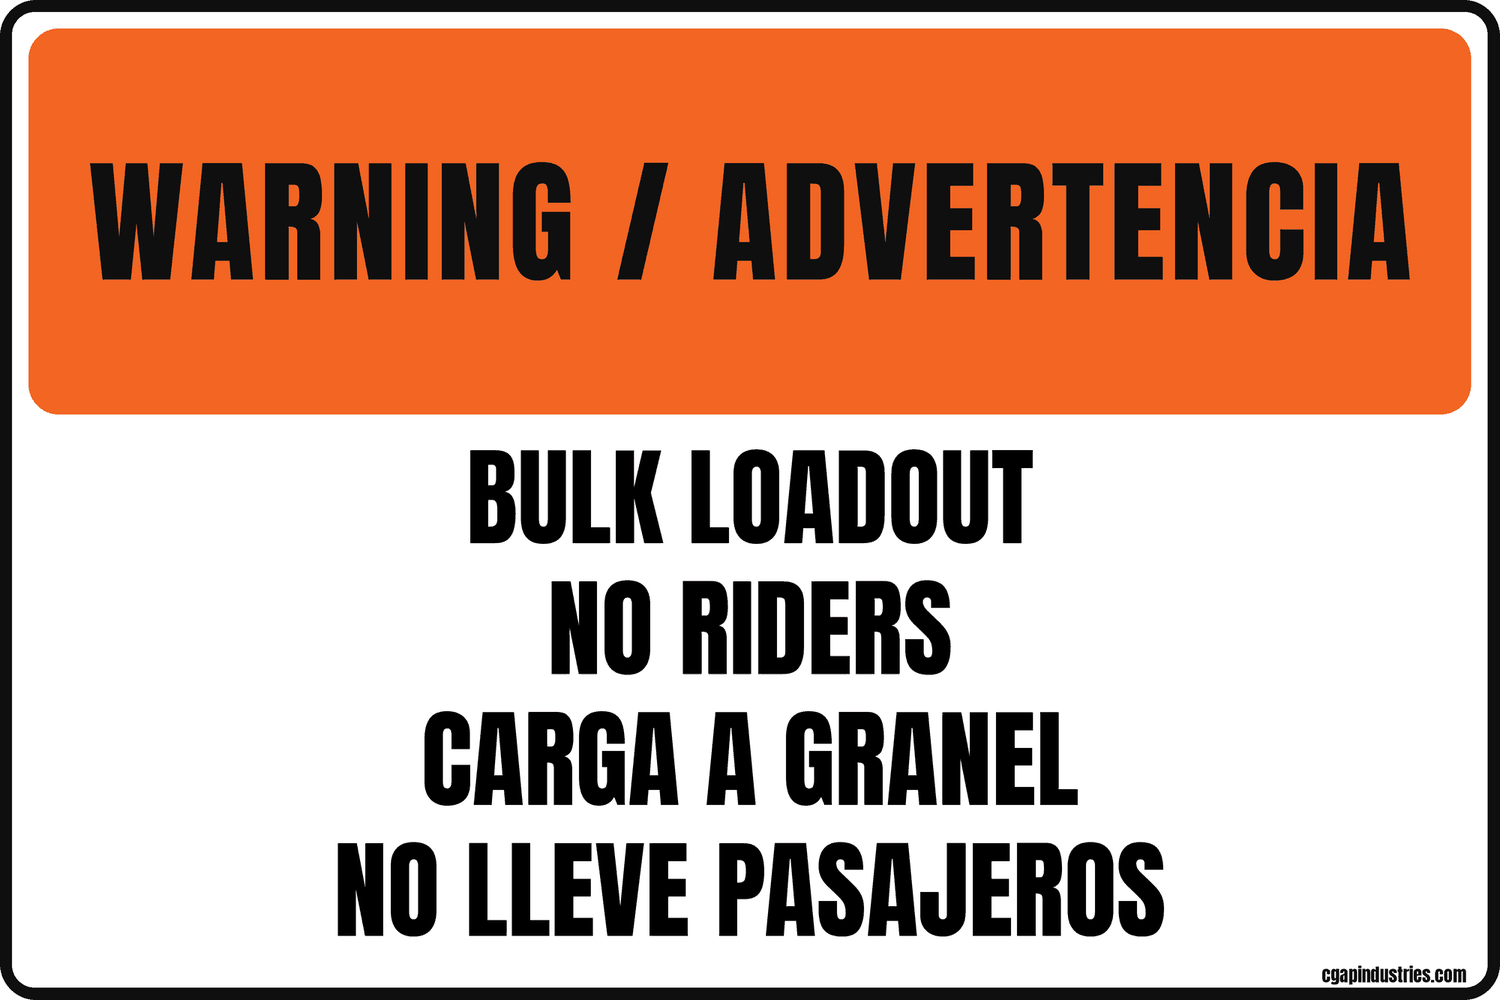 WARNING / ADVERTENCIA
BULK LOADOUT
NO RIDERS
CARGA A GRANEL
NO LLEVE PASAJEROS
cgapindustries.com